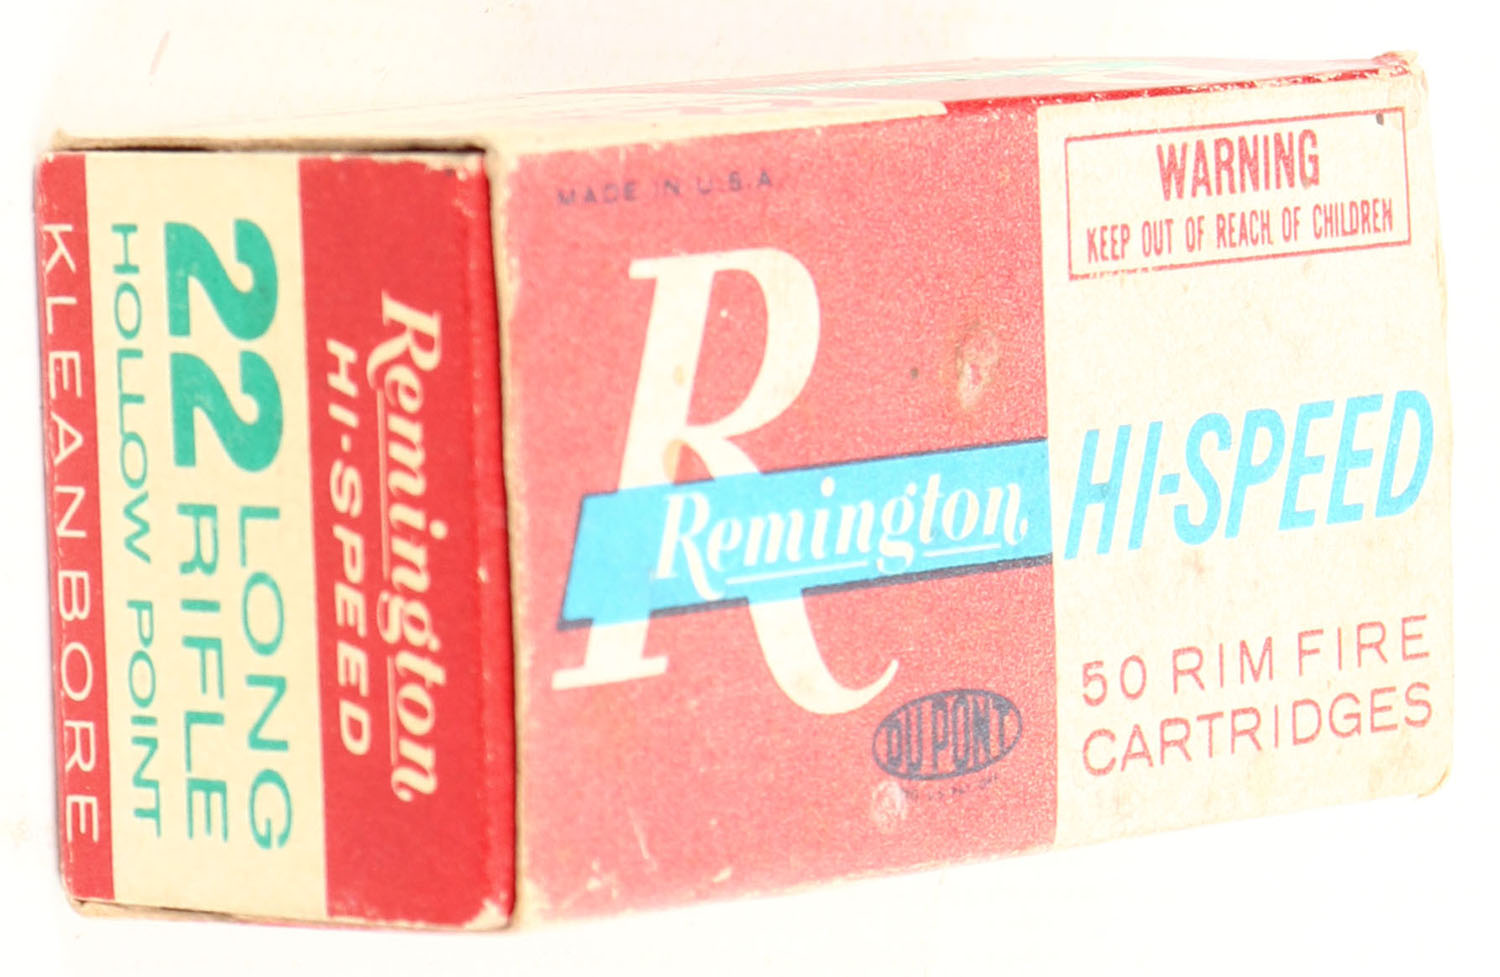 Remington
HI-SPEED
22 LONG
RIFLE
HOLLOW POINT
KLEANBORE
MADE IN U.S.A
R
Remington
DU PONT
WARNING
KEEP OUT OF REACH OF CHILDREN
HI-SPEED
50 RIM FIRE
CARTRIDGES